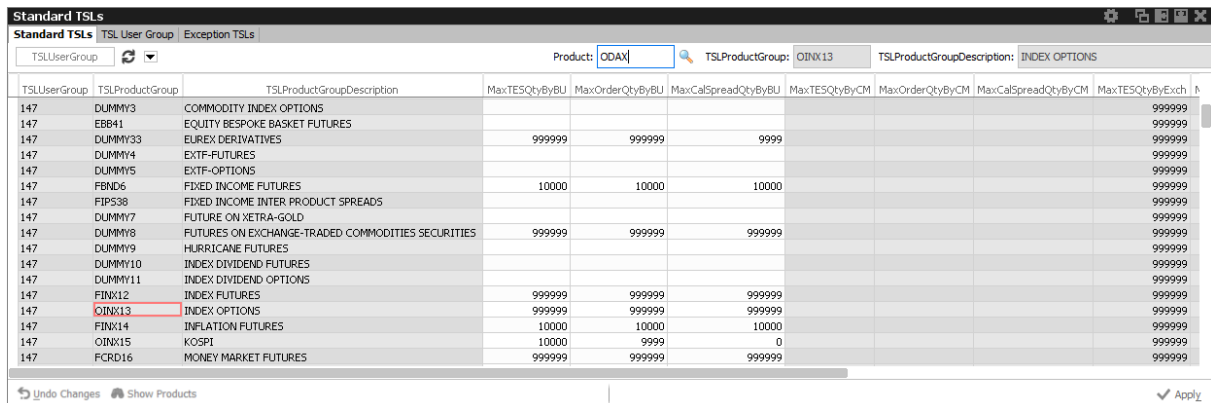 Standard TSLs
Standard TSLs TSL User Group Exception TSLs
TSLUserGroup Product: ODAX TSLProductGroup: OINX13 TSLProductGroupDescription: INDEX OPTIONS
TSLUserGroup TSLProductGroup TSLProductGroupDescription MaxTESQtyByBU MaxOrderQtyByBU MaxCalSpreadQtyByBU MaxTESQtyByCM MaxOrderQtyByCM MaxCalSpreadQtyByCM MaxTESQtyByExch
147 DUMMY3 COMMODITY INDEX OPTIONS 999999
147 EBB41 EQUITY BESPOKE BASKET FUTURES 999999
147 DUMMY33 EUREX DERIVATIVES 999999 999999 9999 999999
147 DUMMY4 EXTF-FUTURES 999999
147 DUMMY5 EXTF-OPTIONS 999999
147 FBND6 FIXED INCOME FUTURES 10000 10000 10000 999999
147 FIPS38 FIXED INCOME INTER PRODUCT SPREADS 999999
147 DUMMY7 FUTURE ON XETRA-GOLD 999999
147 DUMMY8 FUTURES ON EXCHANGE-TRADED COMMODITIES SECURITIES 999999 999999 999999 999999
147 DUMMY9 HURRICANE FUTURES 999999
147 DUMMY10 INDEX DIVIDEND FUTURES 999999
147 DUMMY11 INDEX DIVIDEND OPTIONS 999999
147 FINX12 INDEX FUTURES 999999 999999 999999 999999
147 OINX13 INDEX OPTIONS 999999 999999 999999 999999
147 FINX14 INFLATION FUTURES 10000 10000 10000 999999
147 OINX15 KOSPI 10000 9999 0 999999
147 FCRD16 MONEY MARKET FUTURES 999999 999999 999999 999999
Undo Changes Show Products Apply